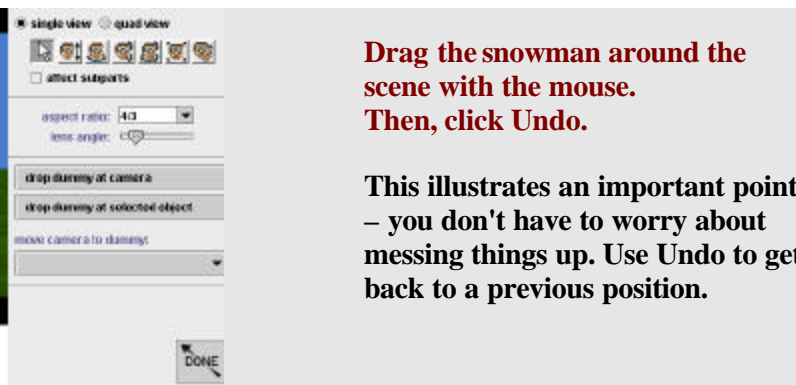 single view quad view
affect subparts
aspect ratio: 4/3
lens angle:
drop dummy at camera
drop dummy at selected object
move camera to dummy:
DONE
Drag the snowman around the
scene with the mouse.
Then, click Undo.
This illustrates an important point
– you don't have to worry about
messing things up. Use Undo to get
back to a previous position.